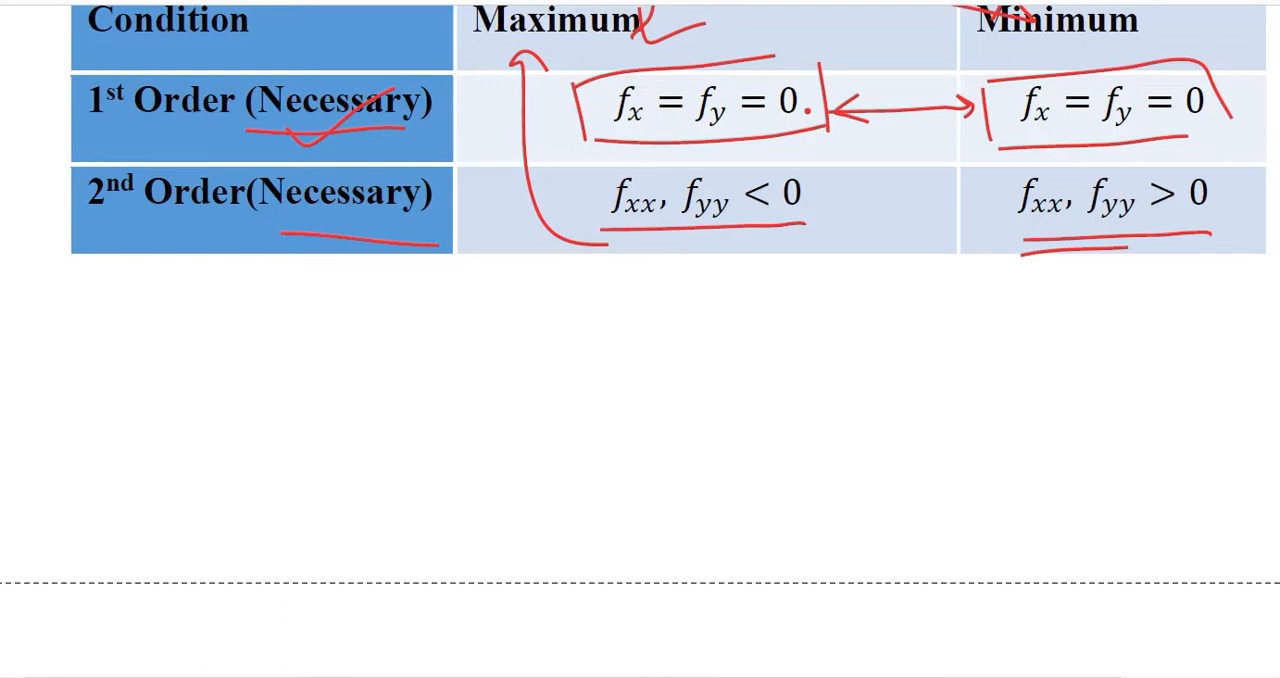 Condition Maximum Minimum
1st Order (Necessary) fx = fy = 0. fx = fy = 0
2nd Order(Necessary) fxx, fyy < 0 fxx, fyy > 0